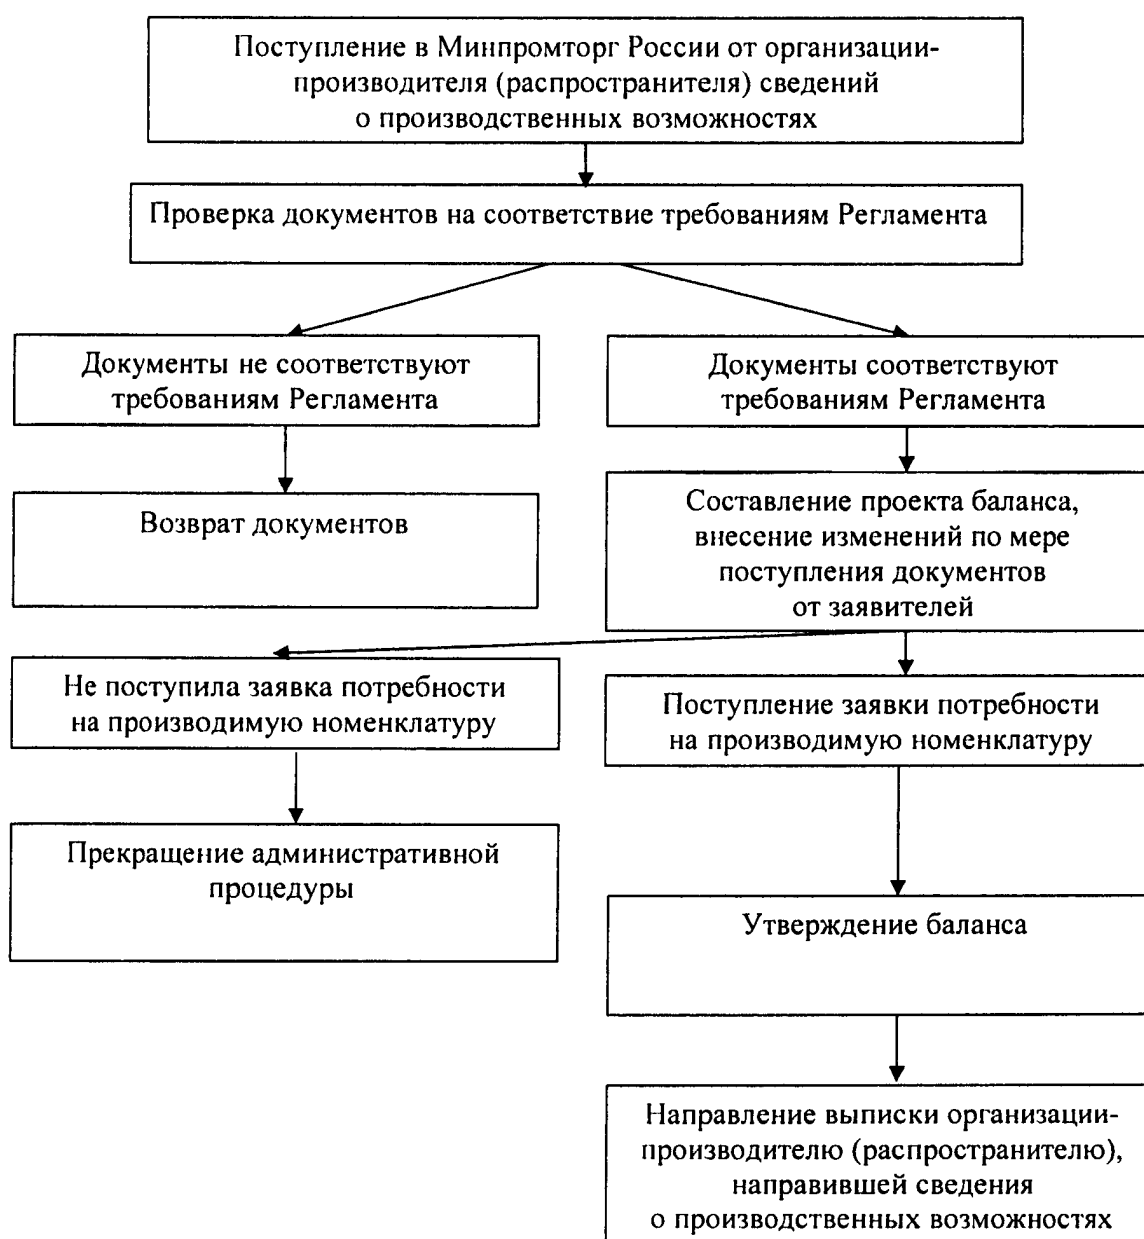 Поступление в Минпромторг России от организации-
производителя (распространителя) сведений
о производственных возможностях
Проверка документов на соответствие требованиям Регламента
Документы не соответствуют
требованиям Регламента
Документы соответствуют
требованиям Регламента
Возврат документов
Составление проекта баланса,
внесение изменений по мере
поступления документов
от заявителей
Не поступила заявка потребности
на производимую номенклатуру
Поступление заявки потребности
на производимую номенклатуру
Прекращение административной
процедуры
Утверждение баланса
Направление выписки организации-
производителю (распространителю),
направившей сведения
о производственных возможностях